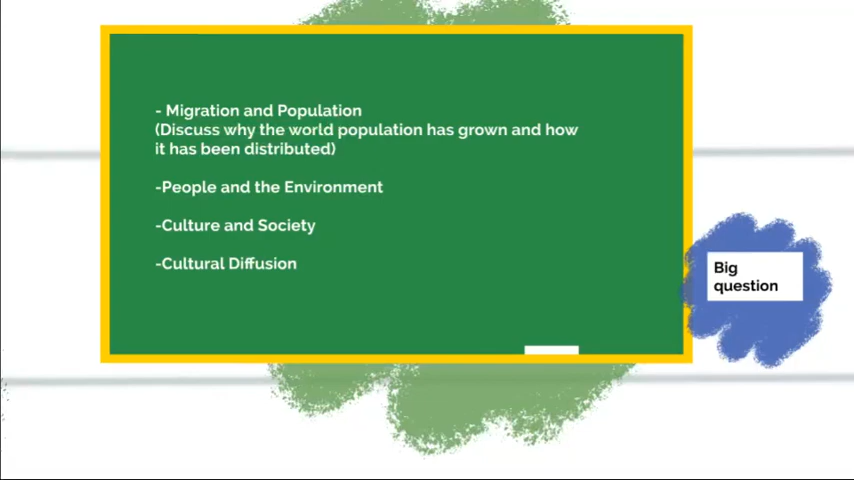 - Migration and Population
(Discuss why the world population has grown and how
it has been distributed)
-People and the Environment
-Culture and Society
-Cultural Diffusion
Big
question